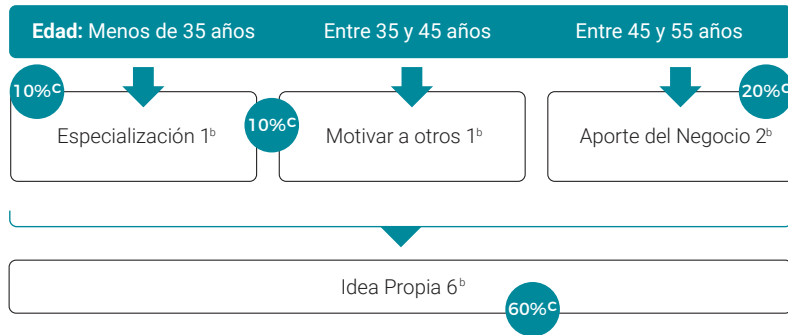 Edad: Menos de 35 años
Entre 35 y 45 años
Entre 45 y 55 años
10%ᶜ
Especialización 1ᵇ
10%ᶜ
Motivar a otros 1ᵇ
20%ᶜ
Aporte del Negocio 2ᵇ
Idea Propia 6ᵇ
60%ᶜ